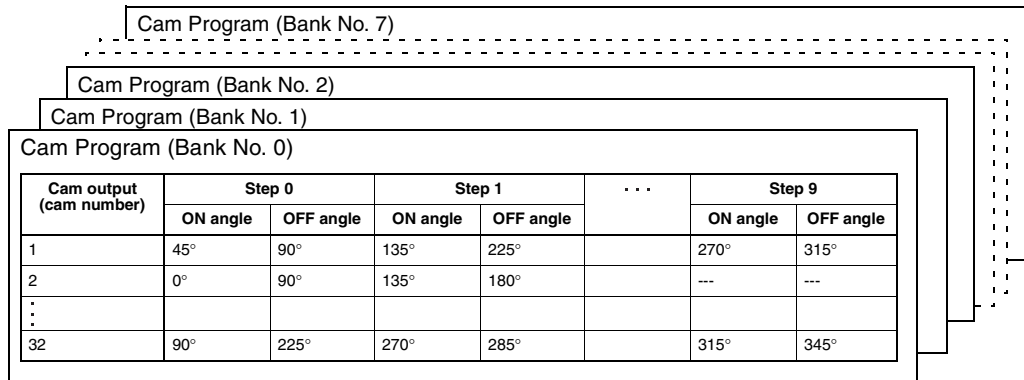 Cam Program (Bank No. 7)
Cam Program (Bank No. 2)
Cam Program (Bank No. 1)
Cam Program (Bank No. 0)
Cam output (cam number) Step 0 Step 1 . . . Step 9
ON angle OFF angle ON angle OFF angle ON angle OFF angle
1 45° 90° 135° 225° 270° 315°
2 0° 90° 135° 180° --- ---
32 90° 225° 270° 285° 315° 345°